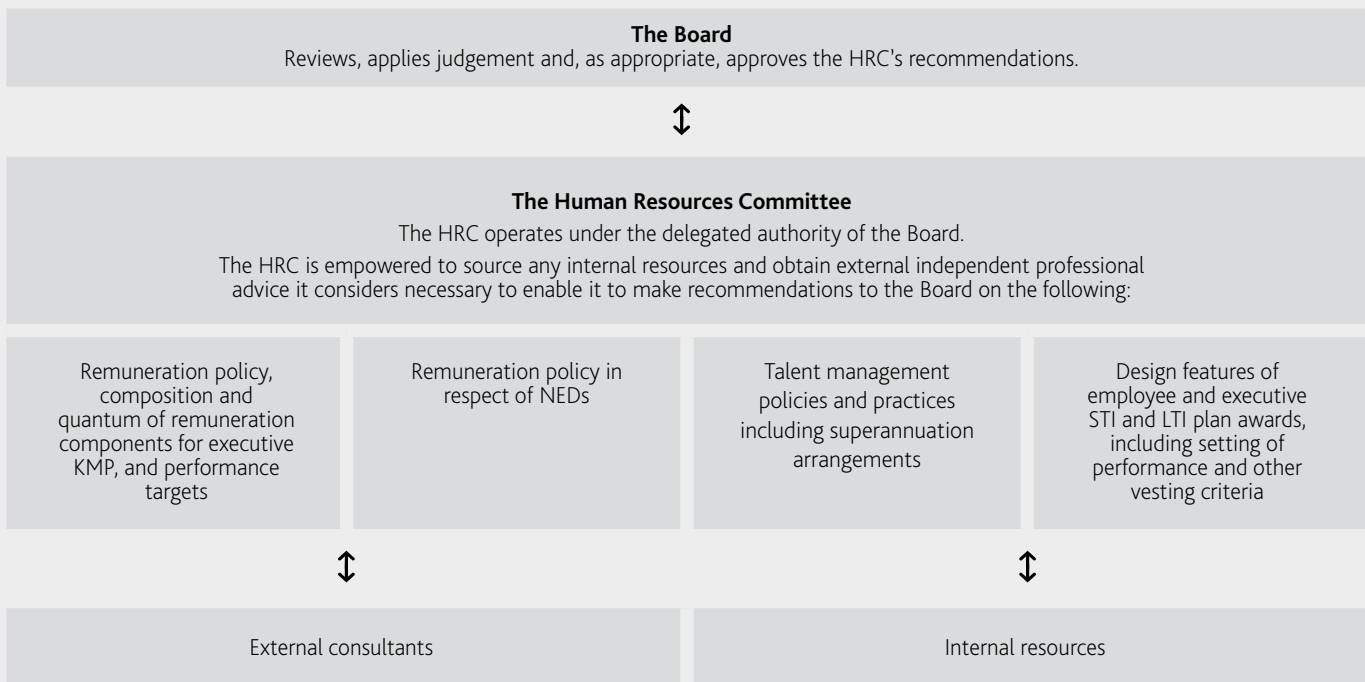 The Board
Reviews, applies judgement and, as appropriate, approves the HRC's recommendations.
The Human Resources Committee
The HRC operates under the delegated authority of the Board.
The HRC is empowered to source any internal resources and obtain external independent professional
advice it considers necessary to enable it to make recommendations to the Board on the following:
Remuneration policy,
composition and
quantum of remuneration
components for executive
KMP, and performance
targets
Remuneration policy in
respect of NEDs
Talent management
policies and practices
including superannuation
arrangements
Design features of
employee and executive
STI and LTI plan awards,
including setting of
performance and other
vesting criteria
External consultants
Internal resources